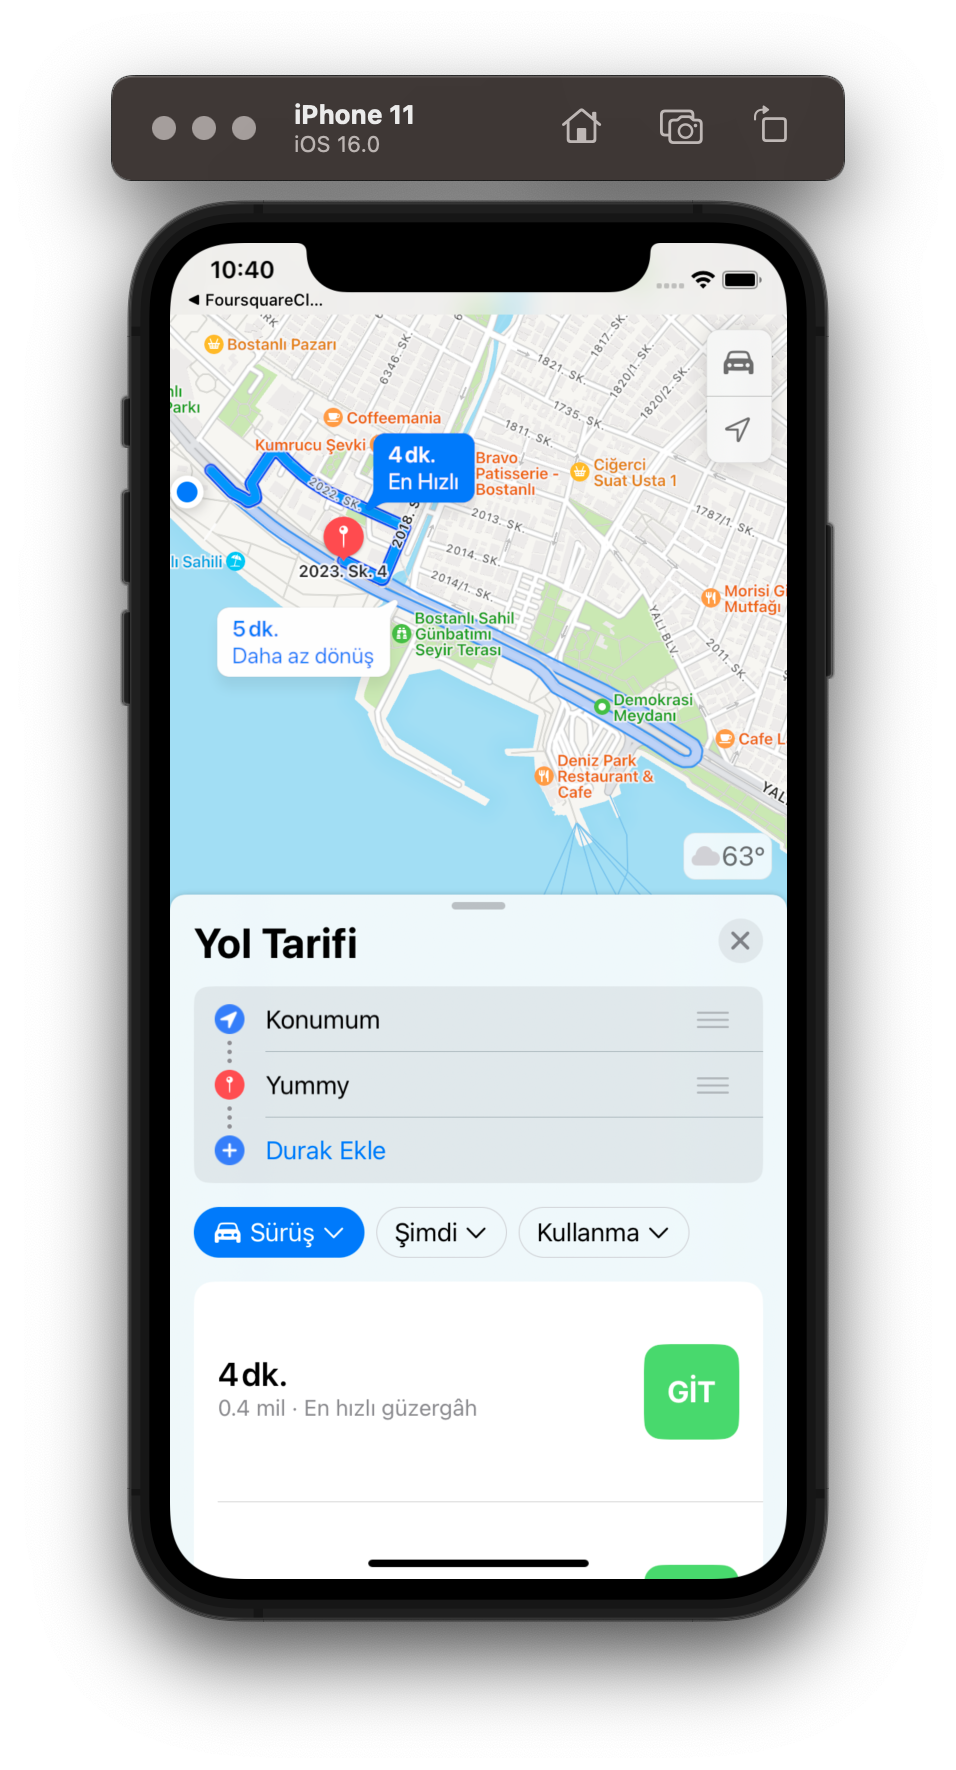 iPhone 11
iOS 16.0
10:40
◀ FoursquareCl...
RK
Bostanlı Pazarı
6346. SK.
1821. SK.
1817. SK.
1820/1. SK.
1820/2. SK.
nlı
Parkı
Coffeemania
1735. SK.
Kumrucu Şevki
1811. SK.
4 dk.
En Hızlı
Bravo
Patisserie -
Bostanlı
Ciğerci
Suat Usta 1
2022. SK.
2018. S
2013. SK.
1787/1. SK.
2023. Sk. 4
lı Sahili
2014. SK.
2014/1. SK.
Morisi Gi
Mutfağı
YALI BLV.
2011. SK.
5 dk.
Daha az dönüş
Bostanlı Sahil
Günbatımı
Seyir Terası
Demokrasi
Meydanı
Cafe L
Deniz Park
Restaurant &
Cafe
YAL
63°
Yol Tarifi
Konumum
Yummy
Durak Ekle
Sürüş
Şimdi
Kullanma
4 dk.
0.4 mil · En hızlı güzergâh
GİT